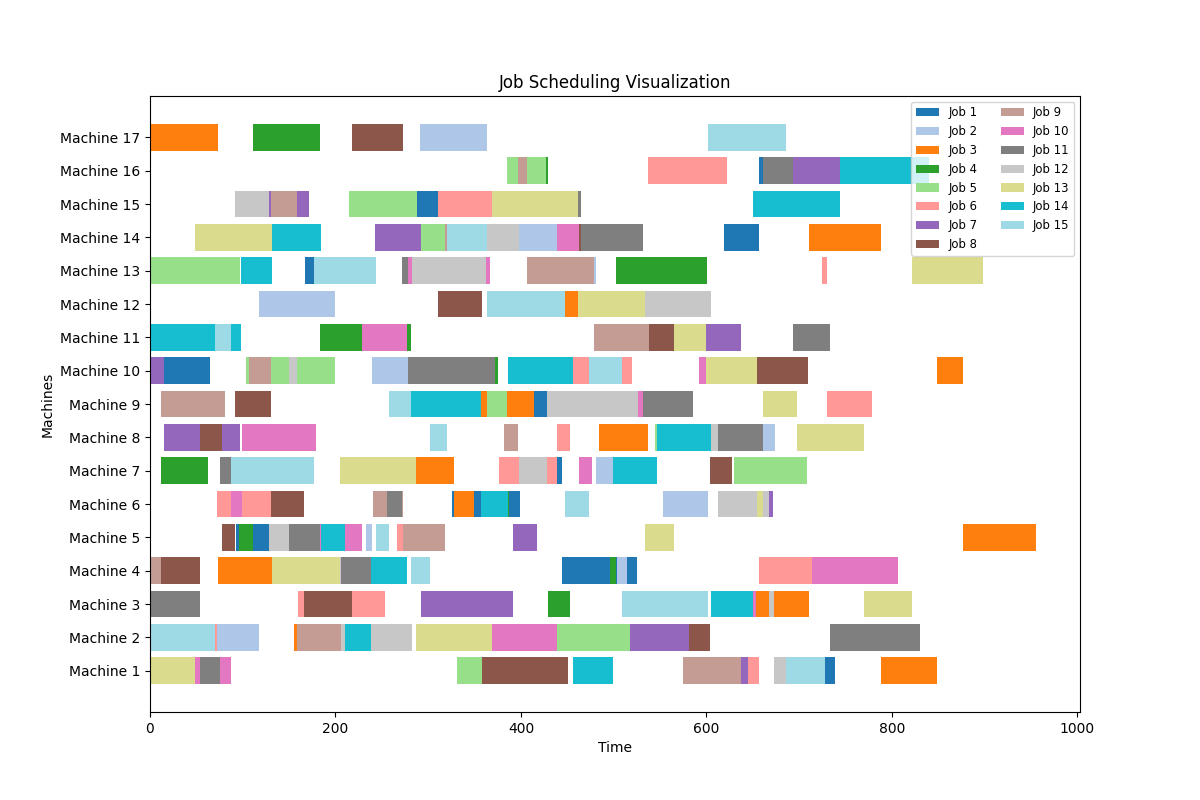 Job Scheduling Visualization
Machines
Machine 17
Machine 16
Machine 15
Machine 14
Machine 13
Machine 12
Machine 11
Machine 10
Machine 9
Machine 8
Machine 7
Machine 6
Machine 5
Machine 4
Machine 3
Machine 2
Machine 1
0 200 400 600 800 1000
Time
Job 1
Job 2
Job 3
Job 4
Job 5
Job 6
Job 7
Job 8
Job 9
Job 10
Job 11
Job 12
Job 13
Job 14
Job 15